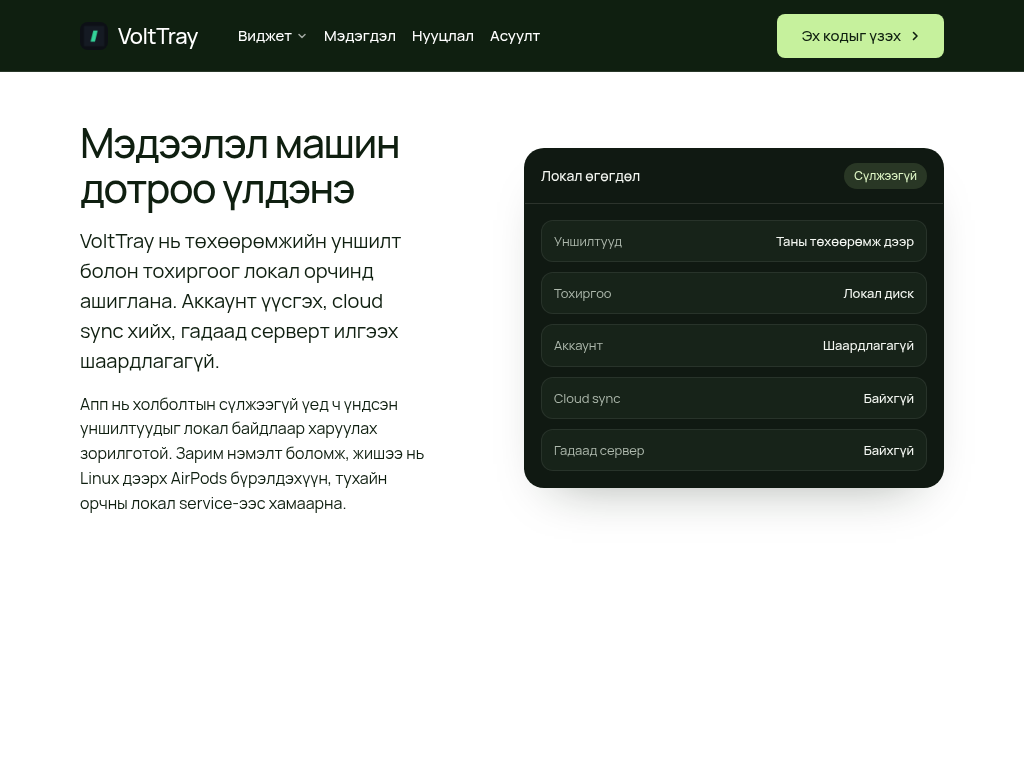 VoltTray
Виджет
Мэдэгдэл
Нууцлал
Асуулт
Эх кодыг үзэх
Мэдээлэл машин
дотроо үлдэнэ
VoltTray нь төхөөрөмжийн уншилт
болон тохиргоог локал орчинд
ашиглана. Аккаунт үүсгэх, cloud
sync хийх, гадаад серверт илгээх
шаардлагагүй.
Апп нь холболтын сүлжээгүй үед ч үндсэн
уншилтуудыг локал байдлаар харуулах
зорилготой. Зарим нэмэлт боломж, жишээ нь
Linux дээрх AirPods бүрэлдэхүүн, тухайн
орчны локал service-ээс хамаарна.
Локал өгөгдөл
Сүлжээгүй
Уншилтууд
Таны төхөөрөмж дээр
Тохиргоо
Локал диск
Аккаунт
Шаардлагагүй
Cloud sync
Байхгүй
Гадаад сервер
Байхгүй